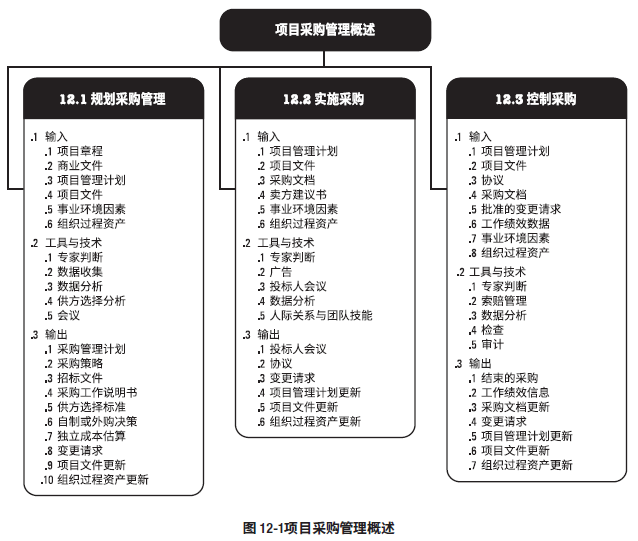 项目采购管理概述
12.1 规划采购管理
.1 输入
.1 项目章程
.2 商业文件
.3 项目管理计划
.4 项目文件
.5 事业环境因素
.6 组织过程资产
.2 工具与技术
.1 专家判断
.2 数据收集
.3 数据分析
.4 供方选择分析
.5 会议
.3 输出
.1 采购管理计划
.2 采购策略
.3 招标文件
.4 采购工作说明书
.5 供方选择标准
.6 自制或外购决策
.7 独立成本估算
.8 变更请求
.9 项目文件更新
.10 组织过程资产更新
12.2 实施采购
.1 输入
.1 项目管理计划
.2 项目文件
.3 采购文档
.4 卖方建议书
.5 事业环境因素
.6 组织过程资产
.2 工具与技术
.1 专家判断
.2 广告
.3 投标人会议
.4 数据分析
.5 人际关系与团队技能
.3 输出
.1 投标人会议
.2 协议
.3 变更请求
.4 项目管理计划更新
.5 项目文件更新
.6 组织过程资产更新
12.3 控制采购
.1 输入
.1 项目管理计划
.2 项目文件
.3 协议
.4 采购文档
.5 批准的变更请求
.6 工作绩效数据
.7 事业环境因素
.8 组织过程资产
.2 工具与技术
.1 专家判断
.2 索赔管理
.3 数据分析
.4 检查
.5 审计
.3 输出
.1 结束的采购
.2 工作绩效信息
.3 采购文档更新
.4 变更请求
.5 项目管理计划更新
.6 项目文件更新
.7 组织过程资产更新
图 12-1项目采购管理概述